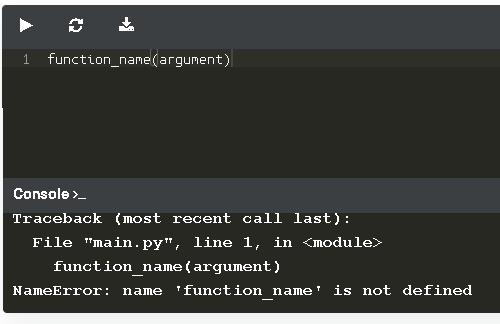 1 function_name(argument)
Console >_
Traceback (most recent call last):
  File "main.py", line 1, in <module>
    function_name(argument)
NameError: name 'function_name' is not defined